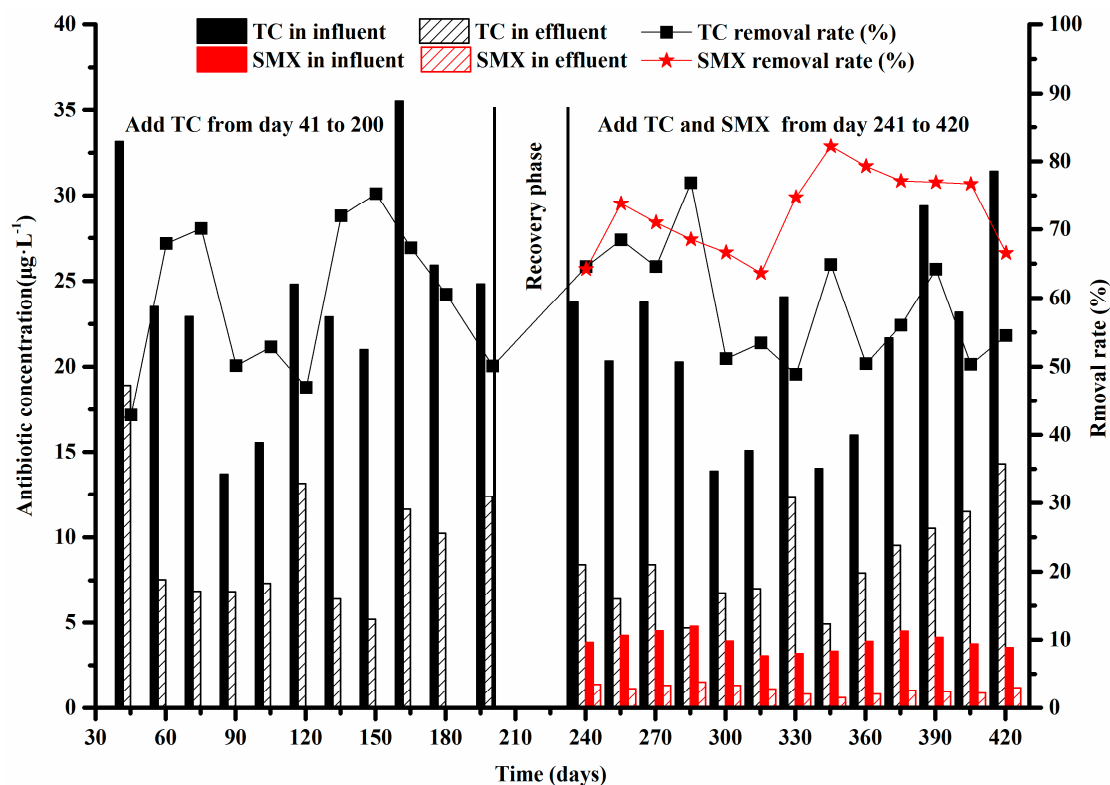 TC in influent TC in effluent TC removal rate (%)
SMX in influent SMX in effluent SMX removal rate (%)
Add TC from day 41 to 200
Add TC and SMX from day 241 to 420
Recovery phase
Antibiotic concentration(μg·L⁻¹)
40
35
30
25
20
15
10
5
0
Rmoval rate (%)
100
90
80
70
60
50
40
30
20
10
0
30 60 90 120 150 180 210 240 270 300 330 360 390 420
Time (days)